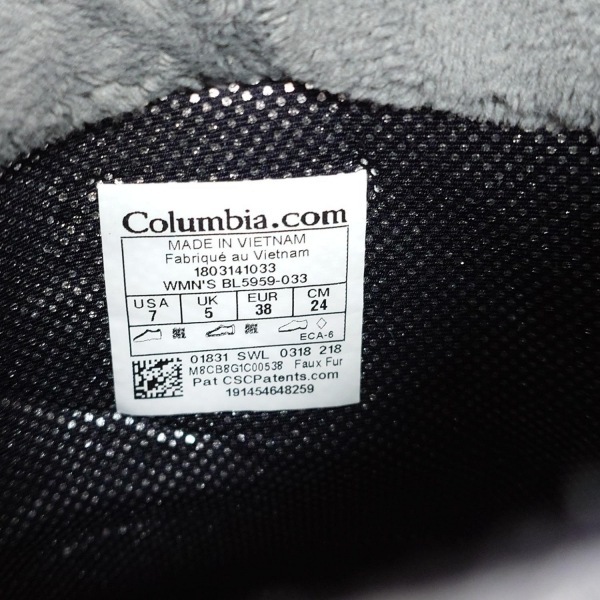 Columbia.com
MADE IN VIETNAM
Fabriqué au Vietnam
1803141033
WMN'S BL5959-033
USA UK EUR CM
7 5 38 24
ECA-6
01831 SWL 0318 218
M8CB8G1C00538 Faux Fur
Pat CSCPatents.com
191454648259